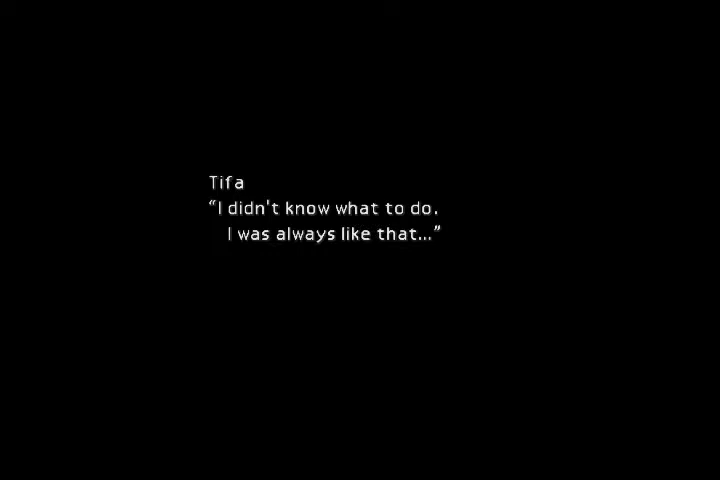 Tifa
“I didn't know what to do.
I was always like that...”